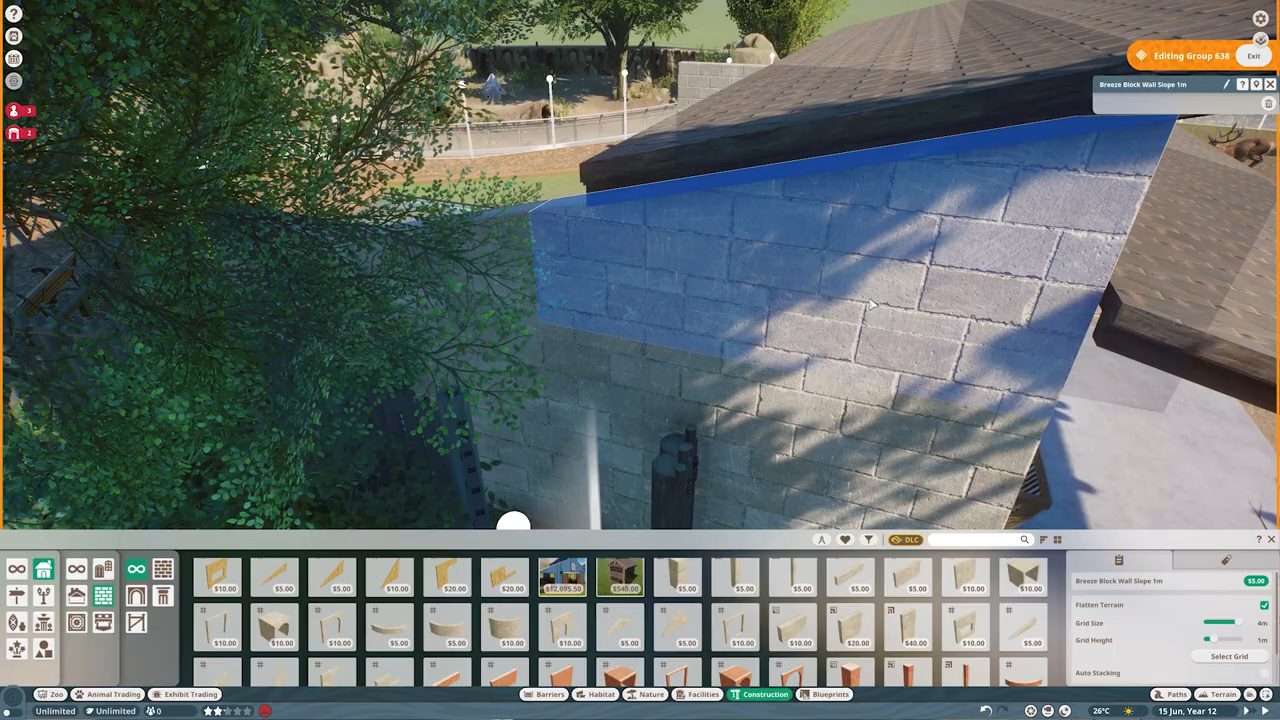 ?
Editing Group 638
Exit
Breeze Block Wall Slope 1m
?
3
2
DLC
?
$10.00
$5.00
$5.00
$10.00
$20.00
$20.00
$12,095.50
$540.00
$5.00
$10.00
$5.00
$5.00
$5.00
$10.00
$10.00
Breeze Block Wall Slope 1m
$5.00
Flatten Terrain
$10.00
$10.00
$10.00
$5.00
$5.00
$10.00
$10.00
$5.00
$5.00
$10.00
$10.00
$20.00
$40.00
$10.00
$5.00
Grid Size
4m
Grid Height
1m
Select Grid
Auto Stacking
Zoo
Animal Trading
Exhibit Trading
Barriers
Habitat
Nature
Facilities
Construction
Blueprints
Paths
Terrain
Unlimited
Unlimited
0
26°C
15 Jun, Year 12